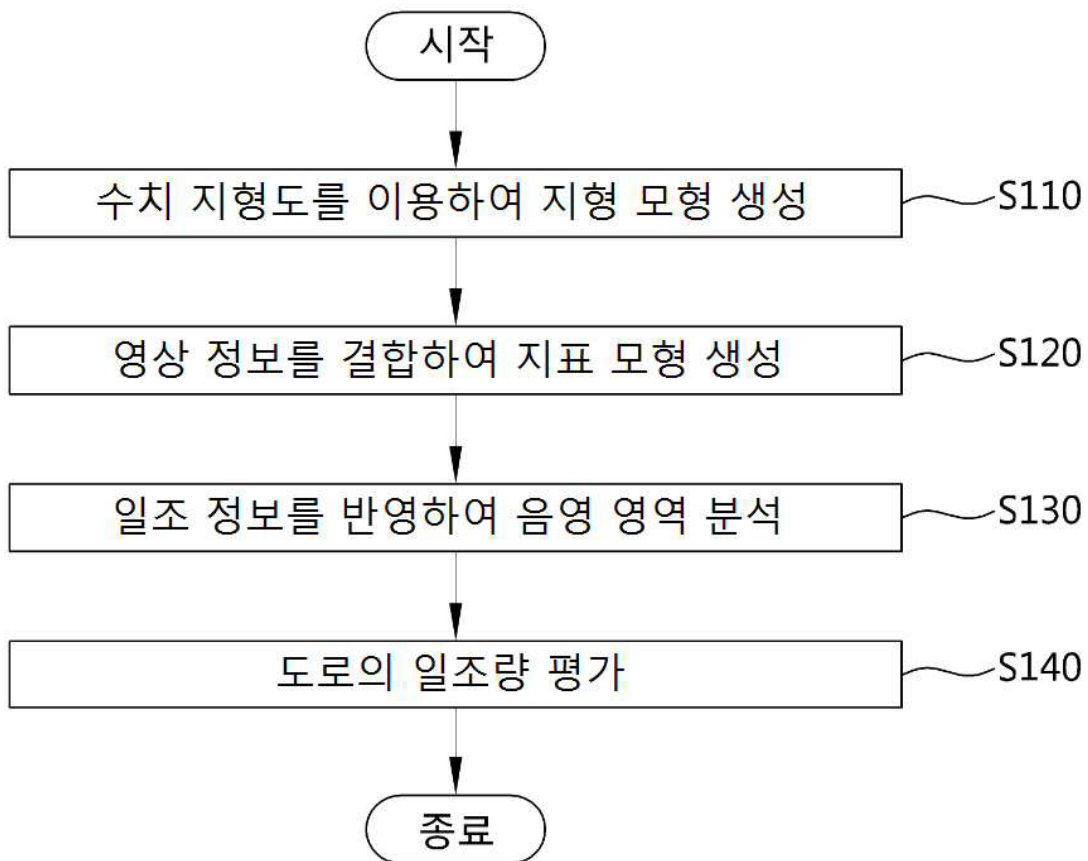 시작
수치 지형도를 이용하여 지형 모형 생성
S110
영상 정보를 결합하여 지표 모형 생성
S120
일조 정보를 반영하여 음영 영역 분석
S130
도로의 일조량 평가
S140
종료